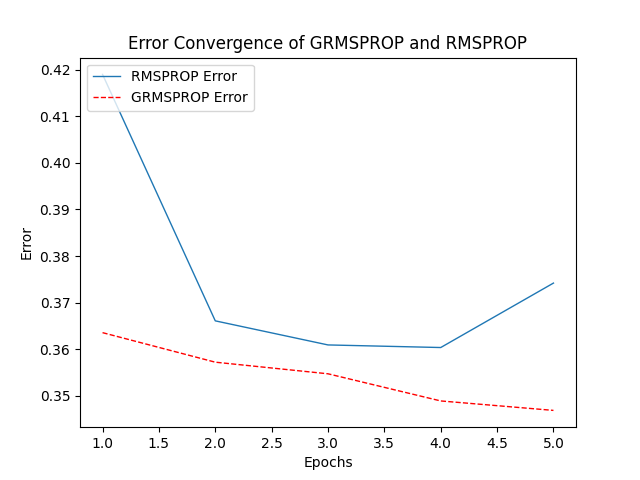 Error Convergence of GRMSPROP and RMSPROP
RMSPROP Error
GRMSPROP Error
0.42
0.41
0.40
0.39
0.38
0.37
0.36
0.35
Error
1.0 1.5 2.0 2.5 3.0 3.5 4.0 4.5 5.0
Epochs